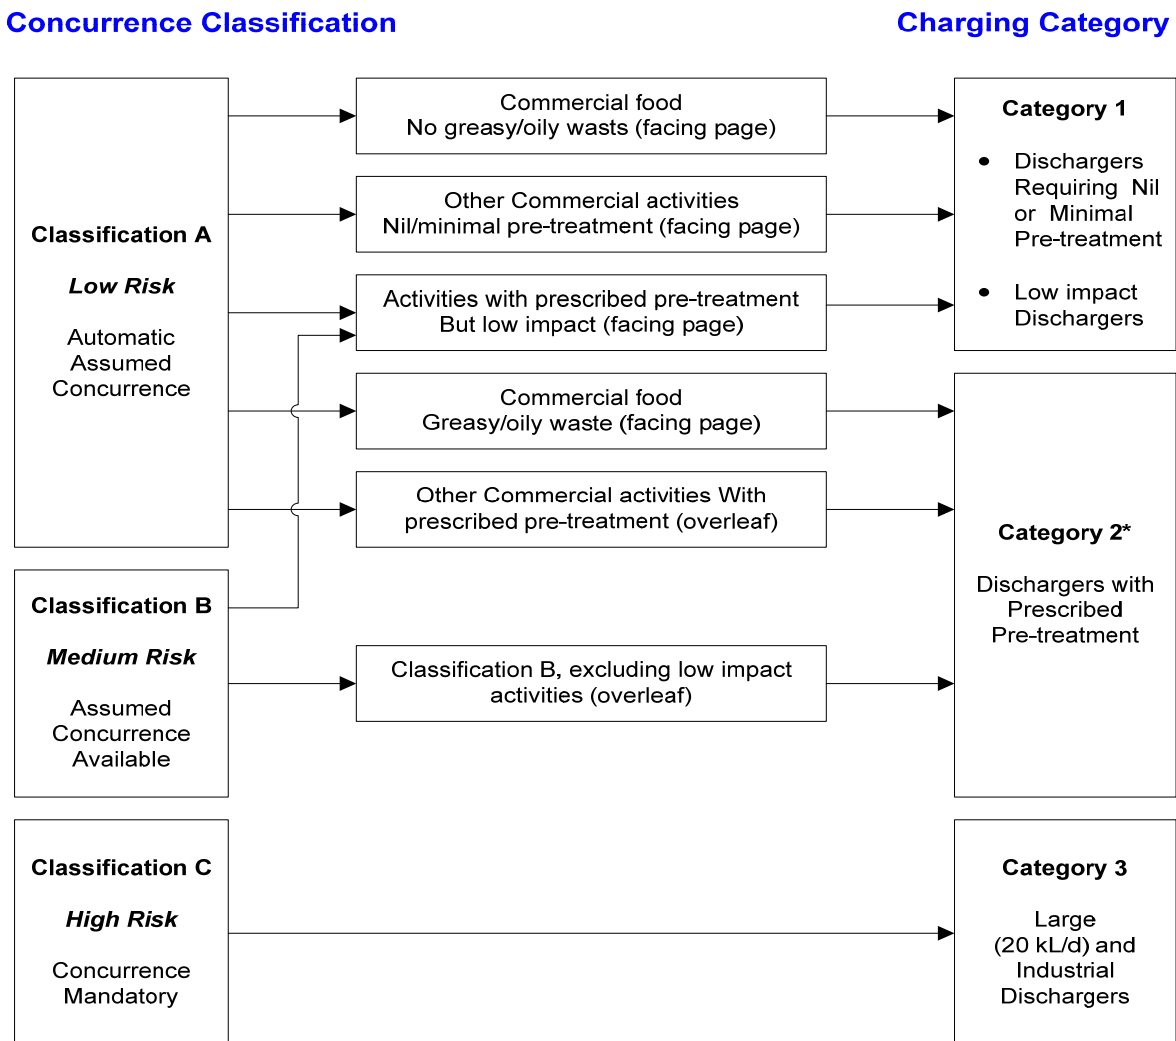 Concurrence Classification
Charging Category
Classification A
Low Risk
Automatic
Assumed
Concurrence
Commercial food
No greasy/oily wasts (facing page)
Other Commercial activities
Nil/minimal pre-treatment (facing page)
Activities with prescribed pre-treatment
But low impact (facing page)
Commercial food
Greasy/oily waste (facing page)
Other Commercial activities With
prescribed pre-treatment (overleaf)
Category 1
• Dischargers
Requiring Nil
or Minimal
Pre-treatment
• Low impact
Dischargers
Classification B
Medium Risk
Assumed
Concurrence
Available
Classification B, excluding low impact
activities (overleaf)
Category 2*
Dischargers with
Prescribed
Pre-treatment
Classification C
High Risk
Concurrence
Mandatory
Category 3
Large
(20 kL/d) and
Industrial
Dischargers